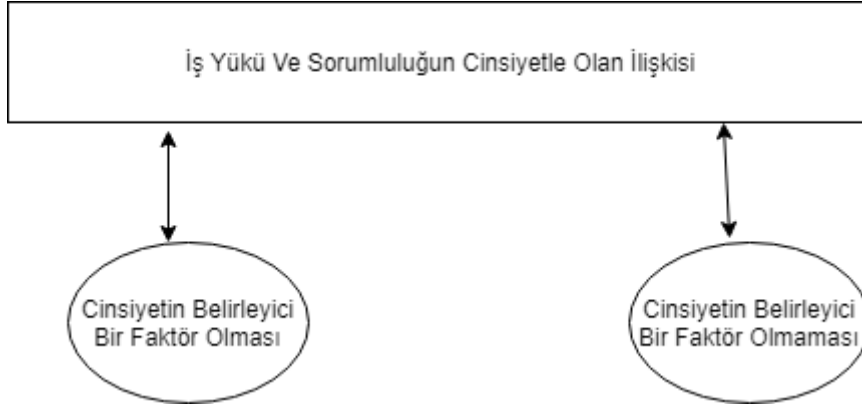 İş Yükü Ve Sorumluluğun Cinsiyetle Olan İlişkisi
Cinsiyetin Belirleyici
Bir Faktör Olması
Cinsiyetin Belirleyici
Bir Faktör Olmaması